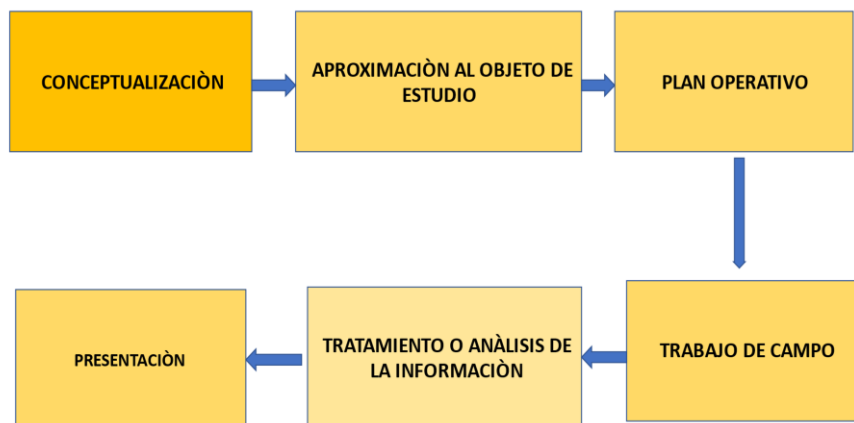 CONCEPTUALIZACIÒN
APROXIMACIÒN AL OBJETO DE
ESTUDIO
PLAN OPERATIVO
TRABAJO DE CAMPO
TRATAMIENTO O ANÀLISIS DE
LA INFORMACIÒN
PRESENTACIÒN